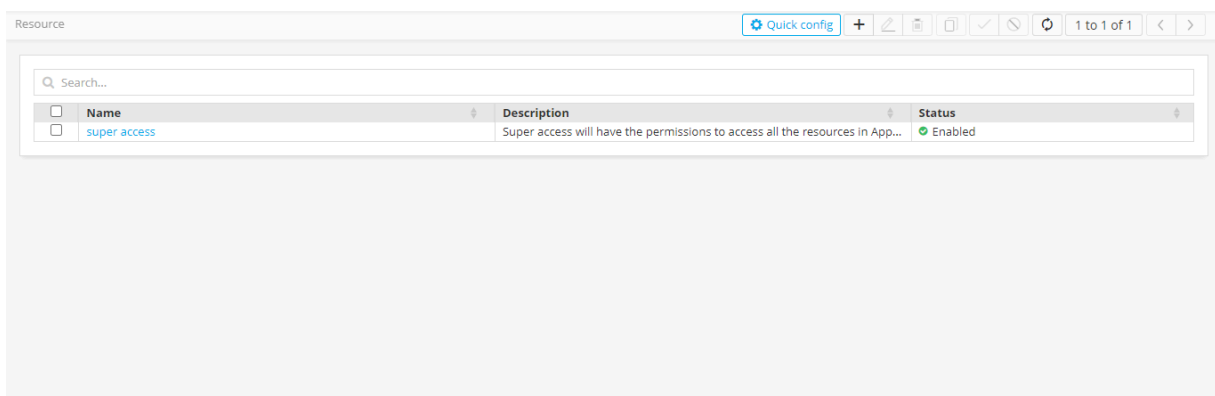 Resource
Quick config
1 to 1 of 1
Search...
Name Description Status
super access Super access will have the permissions to access all the resources in App... Enabled